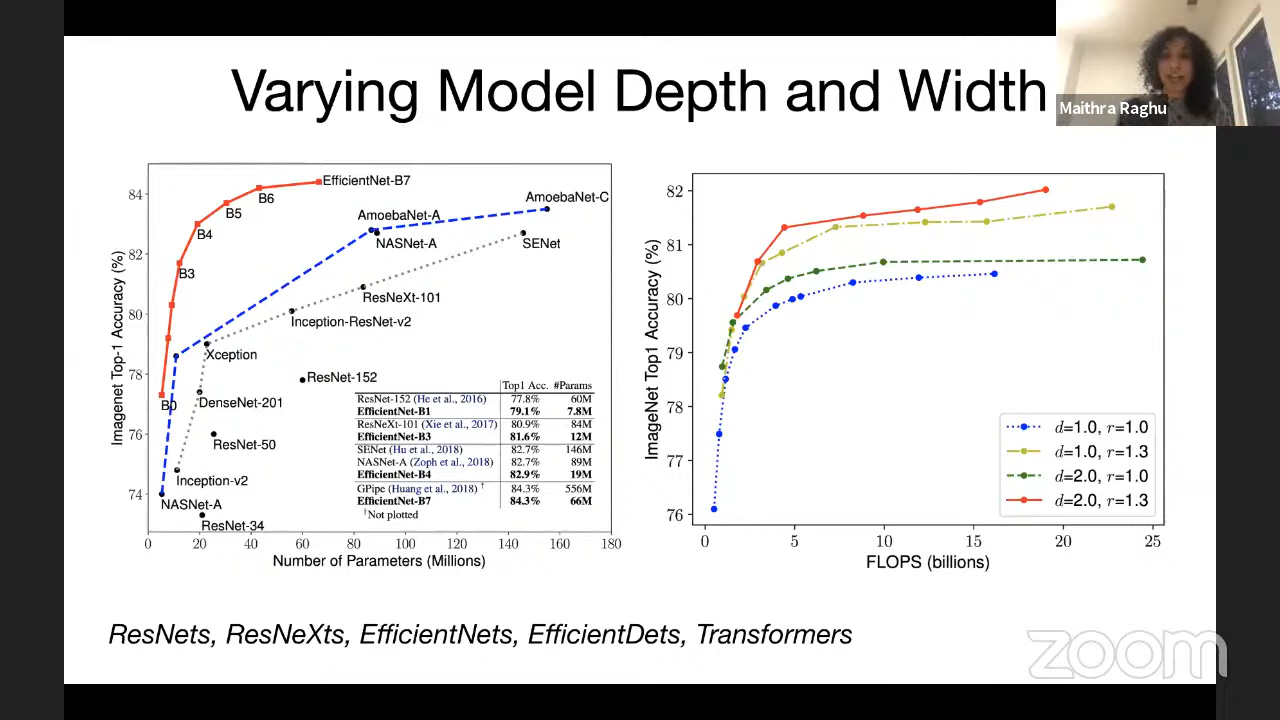 Varying Model Depth and Width
Maithra Raghu
Imagenet Top-1 Accuracy (%)
84
82
80
78
76
74
0 20 40 60 80 100 120 140 160 180
Number of Parameters (Millions)
EfficientNet-B7
B6
B5
B4
B3
B0
AmoebaNet-C
AmoebaNet-A
NASNet-A
SENet
ResNeXt-101
Inception-ResNet-v2
Xception
ResNet-152
DenseNet-201
ResNet-50
Inception-v2
NASNet-A
ResNet-34
Top1 Acc. #Params
ResNet-152 (He et al., 2016) 77.8% 60M
EfficientNet-B1 79.1% 7.8M
ResNeXt-101 (Xie et al., 2017) 80.9% 84M
EfficientNet-B3 81.6% 12M
SENet (Hu et al., 2018) 82.7% 146M
NASNet-A (Zoph et al., 2018) 82.7% 89M
EfficientNet-B4 82.9% 19M
GPipe (Huang et al., 2018) † 84.3% 556M
EfficientNet-B7 84.3% 66M
†Not plotted
ImageNet Top1 Accuracy (%)
82
81
80
79
78
77
76
0 5 10 15 20 25
FLOPS (billions)
d=1.0, r=1.0
d=1.0, r=1.3
d=2.0, r=1.0
d=2.0, r=1.3
ResNets, ResNeXts, EfficientNets, EfficientDets, Transformers
zoom